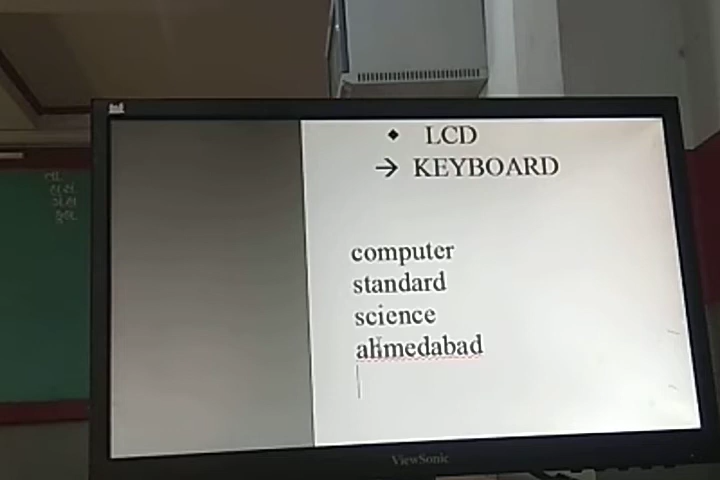 ◆ LCD
→ KEYBOARD
computer
standard
science
ahmedabad
ViewSonic